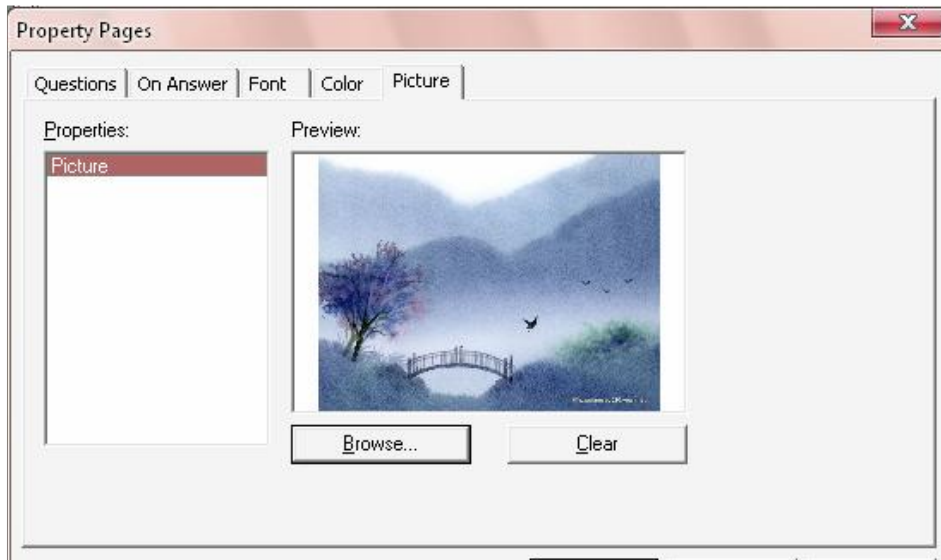 Property Pages
Questions On Answer Font Color Picture
Properties: Preview:
Picture
Browse... Clear